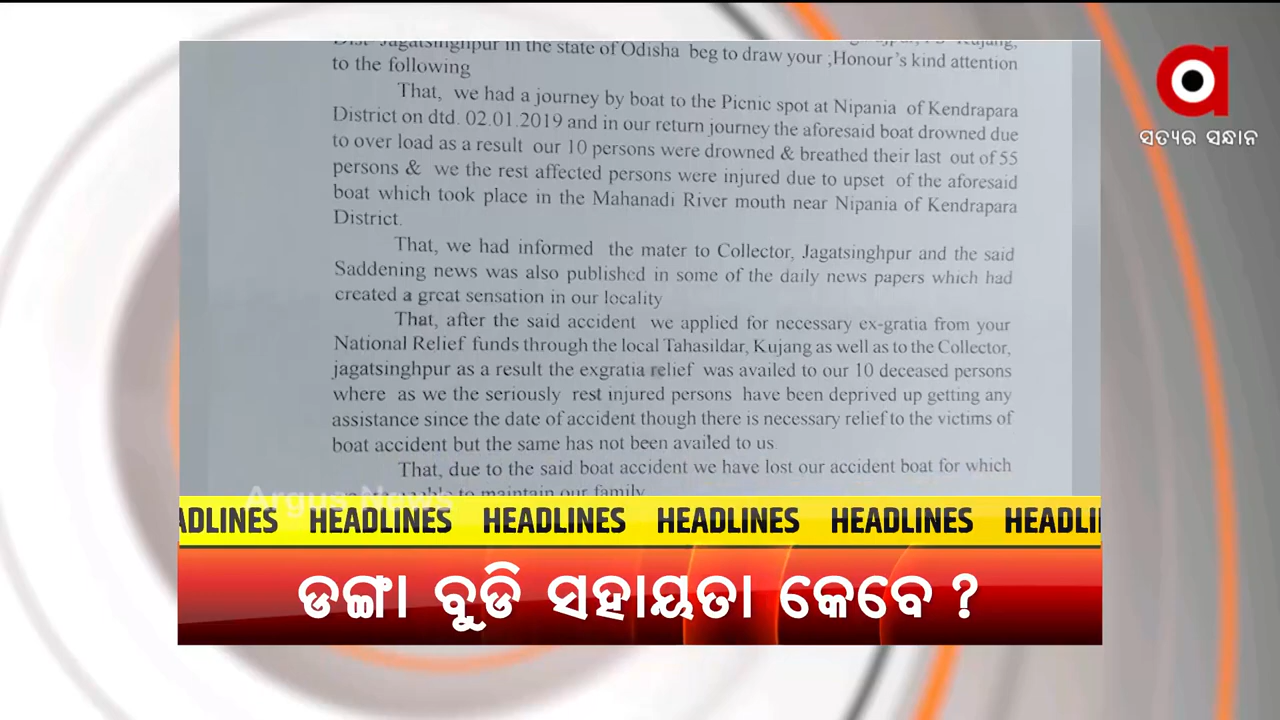 Dist- Jagatsinghpur in the state of Odisha beg to draw your ;Honour's kind attention
to the following
That, we had a journey by boat to the Picnic spot at Nipania of Kendrapara
District on dtd. 02.01.2019 and in our return journey the aforesaid boat drowned due
to over load as a result our 10 persons were drowned & breathed their last out of 55
persons & we the rest affected persons were injured due to upset of the aforesaid
boat which took place in the Mahanadi River mouth near Nipania of Kendrapara
District.
That, we had informed the mater to Collector, Jagatsinghpur and the said
Saddening news was also published in some of the daily news papers which had
created a great sensation in our locality
That, after the said accident we applied for necessary ex-gratia from your
National Relief funds through the local Tahasildar, Kujang as well as to the Collector,
jagatsinghpur as a result the exgratia relief was availed to our 10 deceased persons
where as we the seriously rest injured persons have been deprived up getting any
assistance since the date of accident though there is necessary relief to the victims of
boat accident but the same has not been availed to us.
That, due to the said boat accident we have lost our accident boat for which
to maintain our family
Argus News
ADLINES HEADLINES HEADLINES HEADLINES HEADLINES HEADLI
ଡଙ୍ଗା ବୁଡି ସହାୟତା କେବେ ?
ସତ୍ୟର ସନ୍ଧାନ